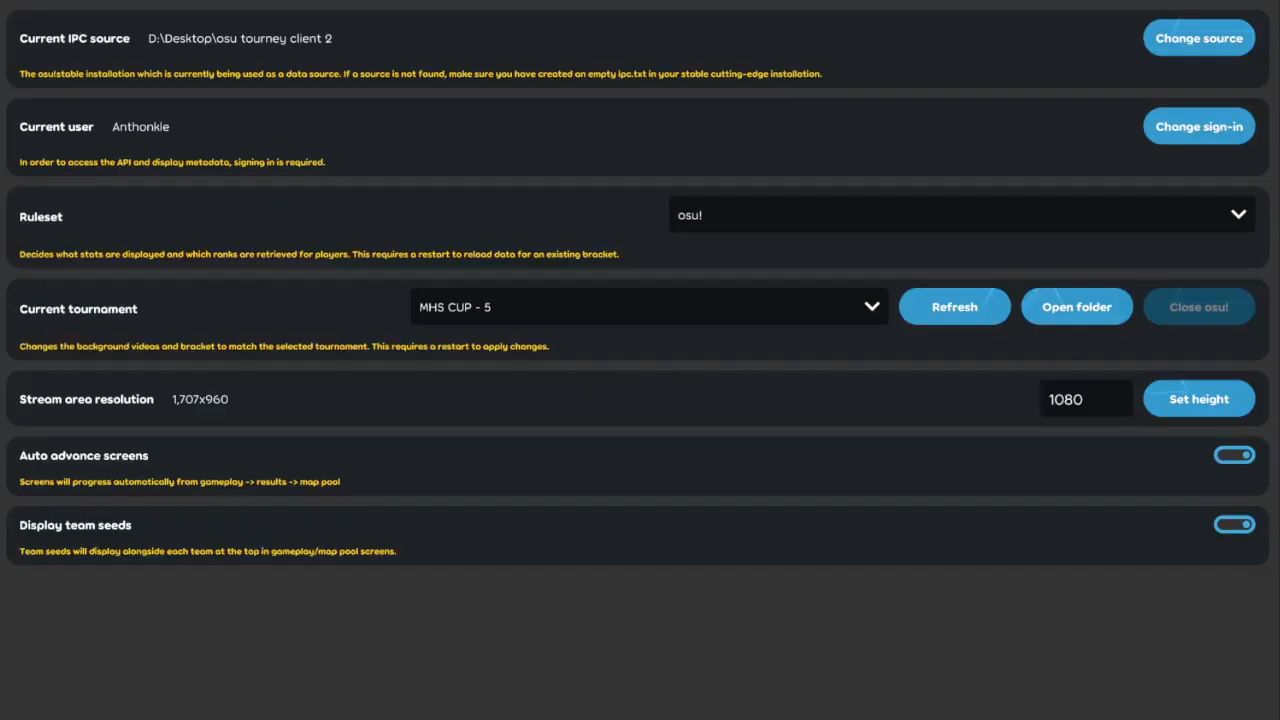 Current IPC source D:\Desktop\osu tourney client 2 Change source
The osu!stable installation which is currently being used as a data source. If a source is not found, make sure you have created an empty ipc.txt in your stable cutting-edge installation.
Current user Anthonkie Change sign-in
In order to access the API and display metadata, signing in is required.
Ruleset osu!
Decides what stats are displayed and which ranks are retrieved for players. This requires a restart to reload data for an existing bracket.
Current tournament MHS CUP - 5 Refresh Open folder Close osu!
Changes the background videos and bracket to match the selected tournament. This requires a restart to apply changes.
Stream area resolution 1,707x960 1080 Set height
Auto advance screens
Screens will progress automatically from gameplay -> results -> map pool
Display team seeds
Team seeds will display alongside each team at the top in gameplay/map pool screens.